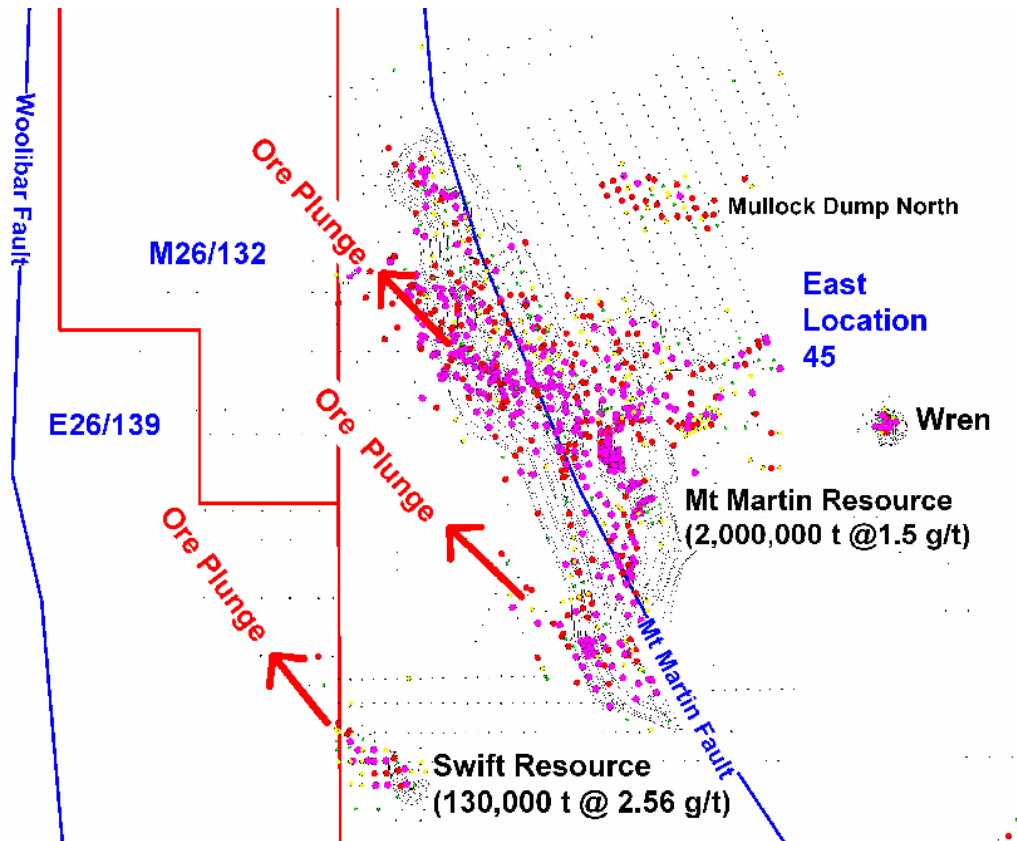 Woolibar Fault
Ore Plunge
M26/132
Mullock Dump North
East
Location
45
E26/139
Wren
Ore Plunge
Mt Martin Resource
(2,000,000 t @1.5 g/t)
Ore Plunge
Mt Martin Fault
Swift Resource
(130,000 t @ 2.56 g/t)